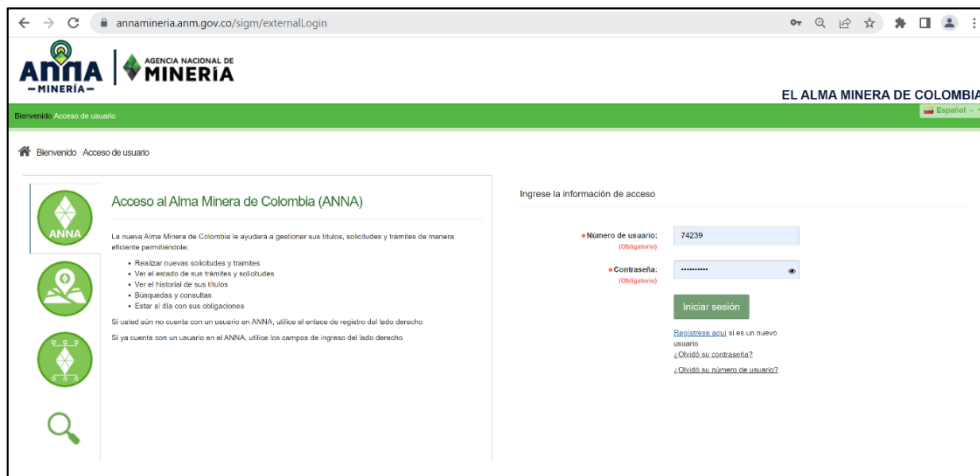 annamineria.anm.gov.co/sigm/externalLogin
ANNA
-MINERÍA-
AGENCIA NACIONAL DE
MINERÍA
EL ALMA MINERA DE COLOMBIA
Bienvenido Acceso de usuario
Español
Bienvenido Acceso de usuario
ANNA
Acceso al Alma Minera de Colombia (ANNA)
La nueva Alma Minera de Colombia le ayudará a gestionar sus títulos, solicitudes y trámites de manera
eficiente permitiéndole:
• Realizar nuevas solicitudes y tramites
• Ver el estado de sus trámites y solicitudes
• Ver el historial de sus títulos
• Búsquedas y consultas
• Estar al día con sus obligaciones
Si usted aún no cuenta con un usuario en ANNA, utilice el enlace de registro del lado derecho
Si ya cuenta con un usuario en el ANNA, utilice los campos de ingreso del lado derecho
Ingrese la información de acceso
Número de usuario:
(Obligatorio)
74239
Contraseña:
(Obligatorio)
Iniciar sesión
Regístrese aquí si es un nuevo
usuario
¿Olvidó su contraseña?
¿Olvidó su número de usuario?